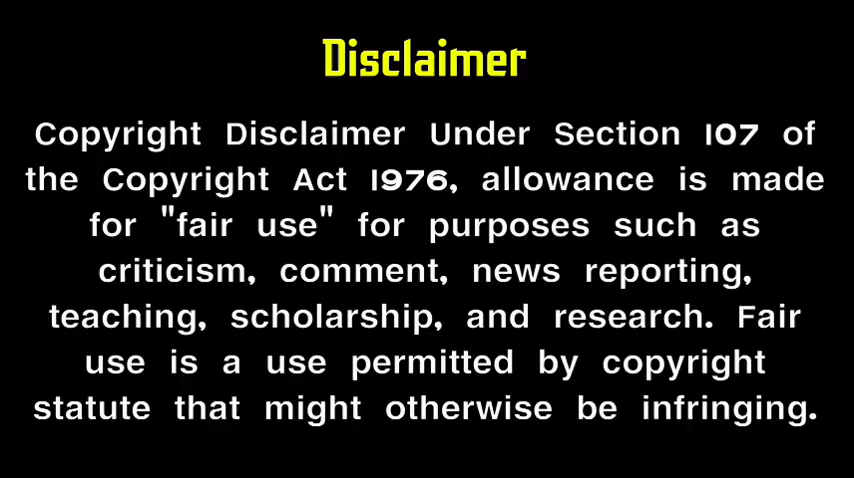 Disclaimer
Copyright Disclaimer Under Section 107 of
the Copyright Act 1976, allowance is made
for "fair use" for purposes such as
criticism, comment, news reporting,
teaching, scholarship, and research. Fair
use is a use permitted by copyright
statute that might otherwise be infringing.